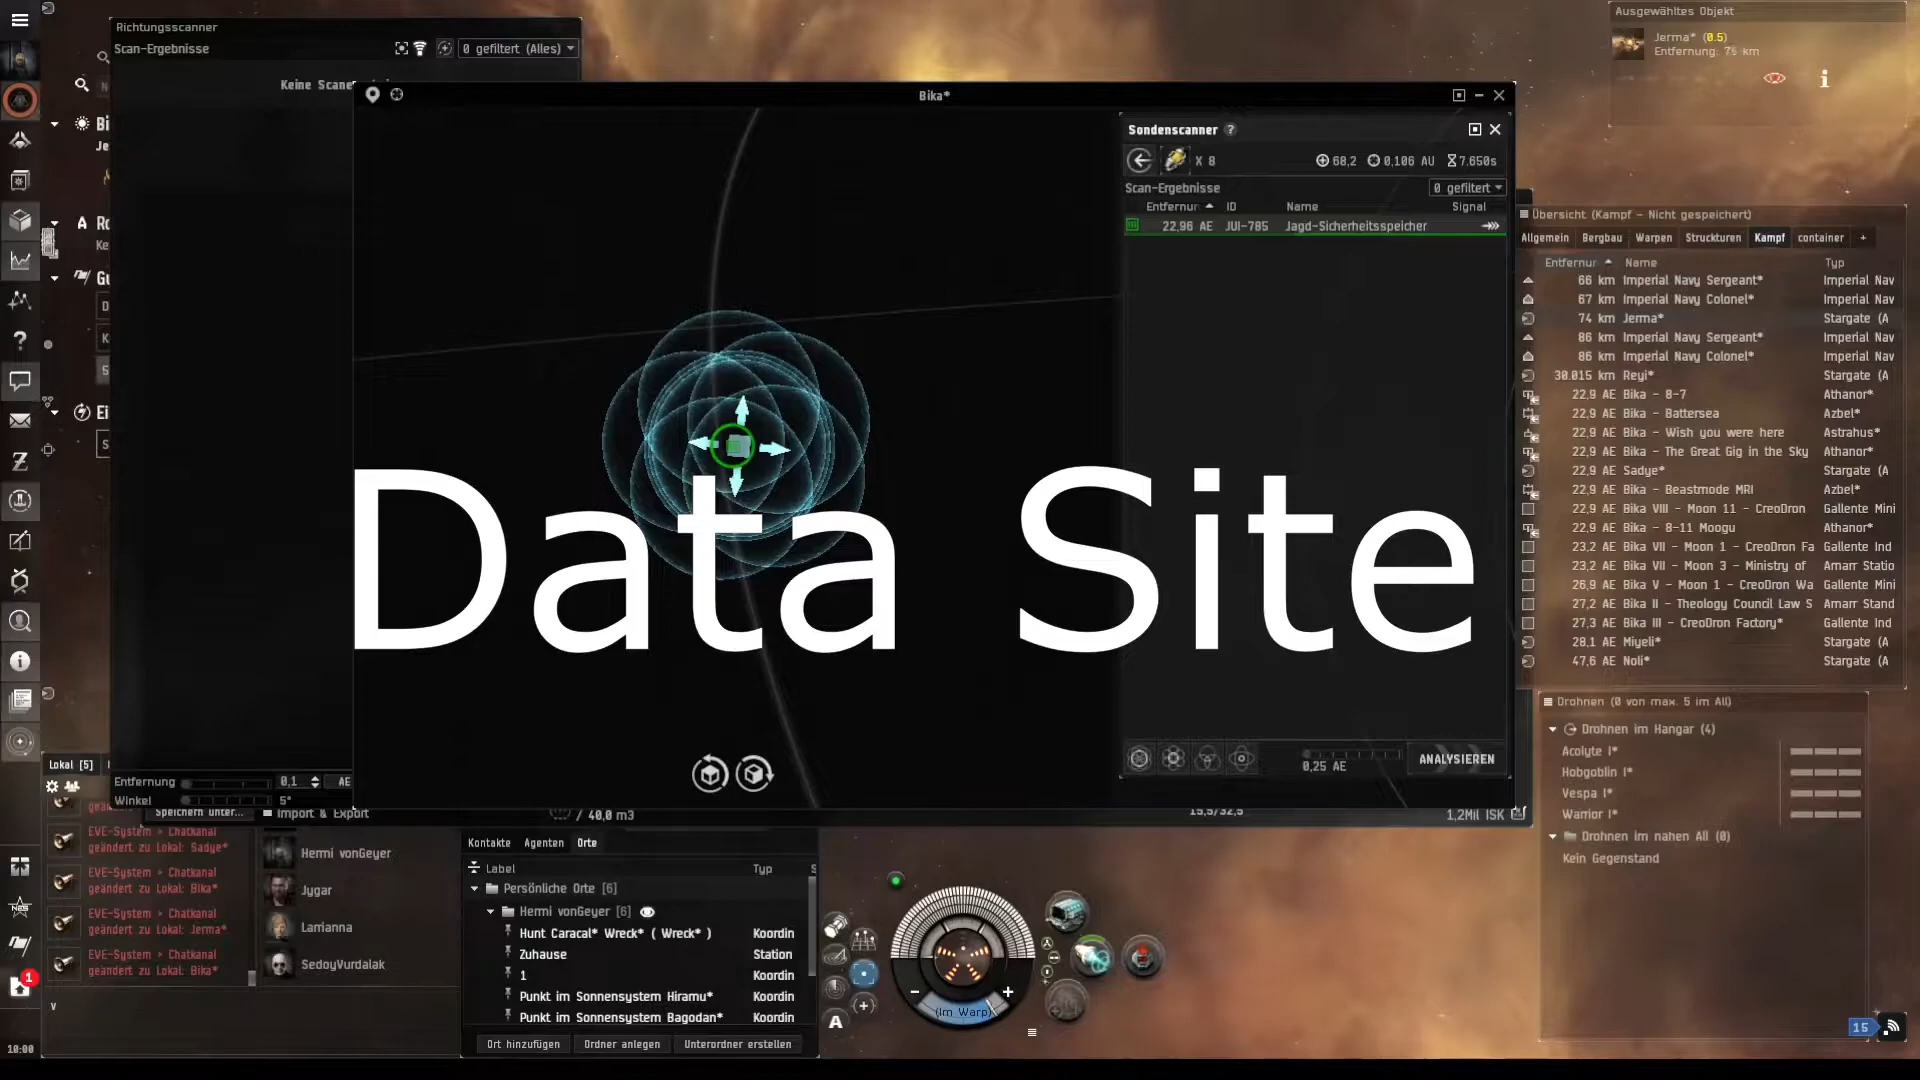 Richtungsscanner
Scan-Ergebnisse
0 gefiltert (Alles)
Ausgewähltes Objekt
Jerma* (0.5)
Entfernung: 75 km
Bika*
Sondenscanner ?
X 8
68,2
0,106 AU
7.650s
Scan-Ergebnisse
0 gefiltert
ID
Name
Signal
22,96 AE JUI-785 Jagd-Sicherheitsspeicher
0,25 AE
ANALYSIEREN
Data Site
Übersicht (Kampf - Nicht gespeichert)
Allgemein Bergbau Warpen Strukturen Kampf container +
Name Typ
66 km Imperial Navy Sergeant* Imperial Nav
67 km Imperial Navy Colonel* Imperial Nav
74 km Jerma* Stargate (A
86 km Imperial Navy Sergeant* Imperial Nav
86 km Imperial Navy Colonel* Imperial Nav
30.015 km Reyi* Stargate (A
22,9 AE Bika - 8-7 Athanor*
22,9 AE Bika - Battersea Azbel*
22,9 AE Bika - Wish you were here Astrahus*
22,9 AE Bika - The Great Gig in the Sky Athanor*
22,9 AE Sadye* Stargate (A
22,9 AE Bika - Beastmode MRI Azbel*
22,9 AE Bika VIII - Moon 11 - CreoDron Gallente Mini
22,9 AE Bika - 8-11 Moogu Athanor*
23,2 AE Bika VII - Moon 1 - CreoDron Fa Gallente Ind
23,2 AE Bika VII - Moon 3 - Ministry of Amarr Statio
26,9 AE Bika V - Moon 1 - CreoDron Wa Gallente Mini
27,2 AE Bika II - Theology Council Law S Amarr Stand
27,3 AE Bika III - CreoDron Factory* Gallente Ind
28,1 AE Miyeli* Stargate (A
47,6 AE Noli* Stargate (A
Drohnen (0 von max. 5 im All)
Drohnen im Hangar (4)
Acolyte I*
Hobgoblin I*
Vespa I*
Warrior I*
Drohnen im nahen All (0)
Kein Gegenstand
Lokal [5]
Entfernung 0,1 AE
Winkel 5°
Speichern unter...
Import & Export
/ 40,0 m3
15,5/32,5
1,2Mil ISK
EVE-System > Chatkanal
geändert zu Lokal: Sadye*
EVE-System > Chatkanal
geändert zu Lokal: Bika*
EVE-System > Chatkanal
geändert zu Lokal: Jerma*
EVE-System > Chatkanal
geändert zu Lokal: Bika*
Hermi vonGeyer
Jygar
Lamianna
SedoyVurdalak
Kontakte Agenten Orte
Label Typ
Persönliche Orte [6]
Hermi vonGeyer [6]
Hunt Caracal* Wreck* ( Wreck* ) Koordin
Zuhause Station
1 Koordin
Punkt im Sonnensystem Hiramu* Koordin
Punkt im Sonnensystem Bagodan* Koordin
Ort hinzufügen Ordner anlegen Unterordner erstellen
(Im Warp)
A
1
10:00
15